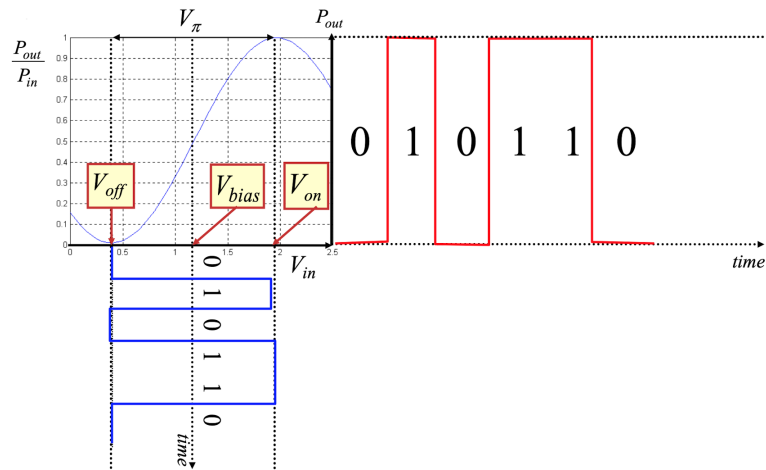 V_π
P_out
P_out
P_in
1
0.9
0.8
0.7
0.6
0.5
0.4
0.3
0.2
0.1
0
0 1 0 1 1 0
V_off
V_bias
V_on
0 0.5 1 1.5 2 2.5
V_in
time
0
1
0
1
1
0
time